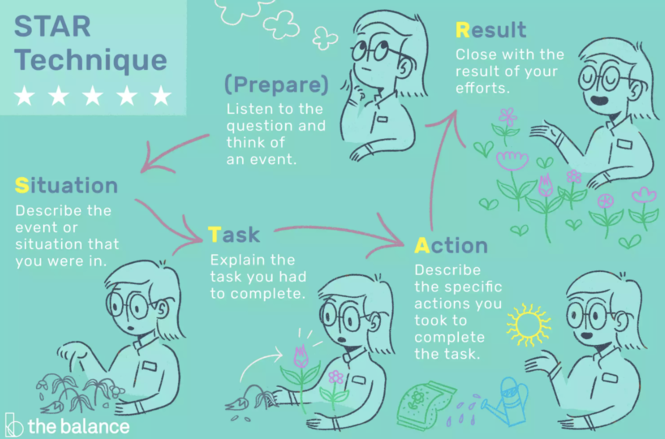 STAR
Technique
(Prepare)
Listen to the
question and
think of
an event.
Situation
Describe the
event or
situation that
you were in.
Task
Explain the
task you had
to complete.
Action
Describe
the specific
actions you
took to
complete
the task.
Result
Close with the
result of your
efforts.
the balance